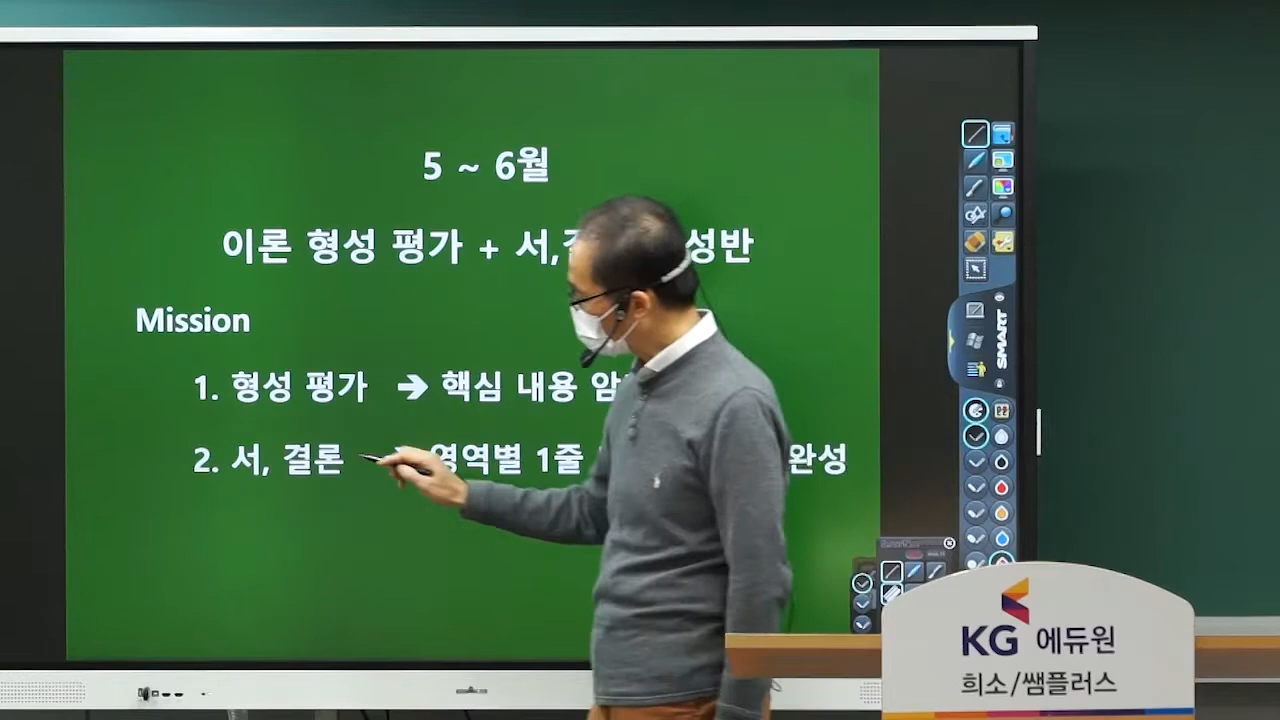 5 ~ 6월
이론 형성 평가 + 서, 성반
Mission
1. 형성 평가 ➔ 핵심 내용
2. 서, 결론 영역별 1줄 완성
SMART
KG 에듀원
희소/쌤플러스